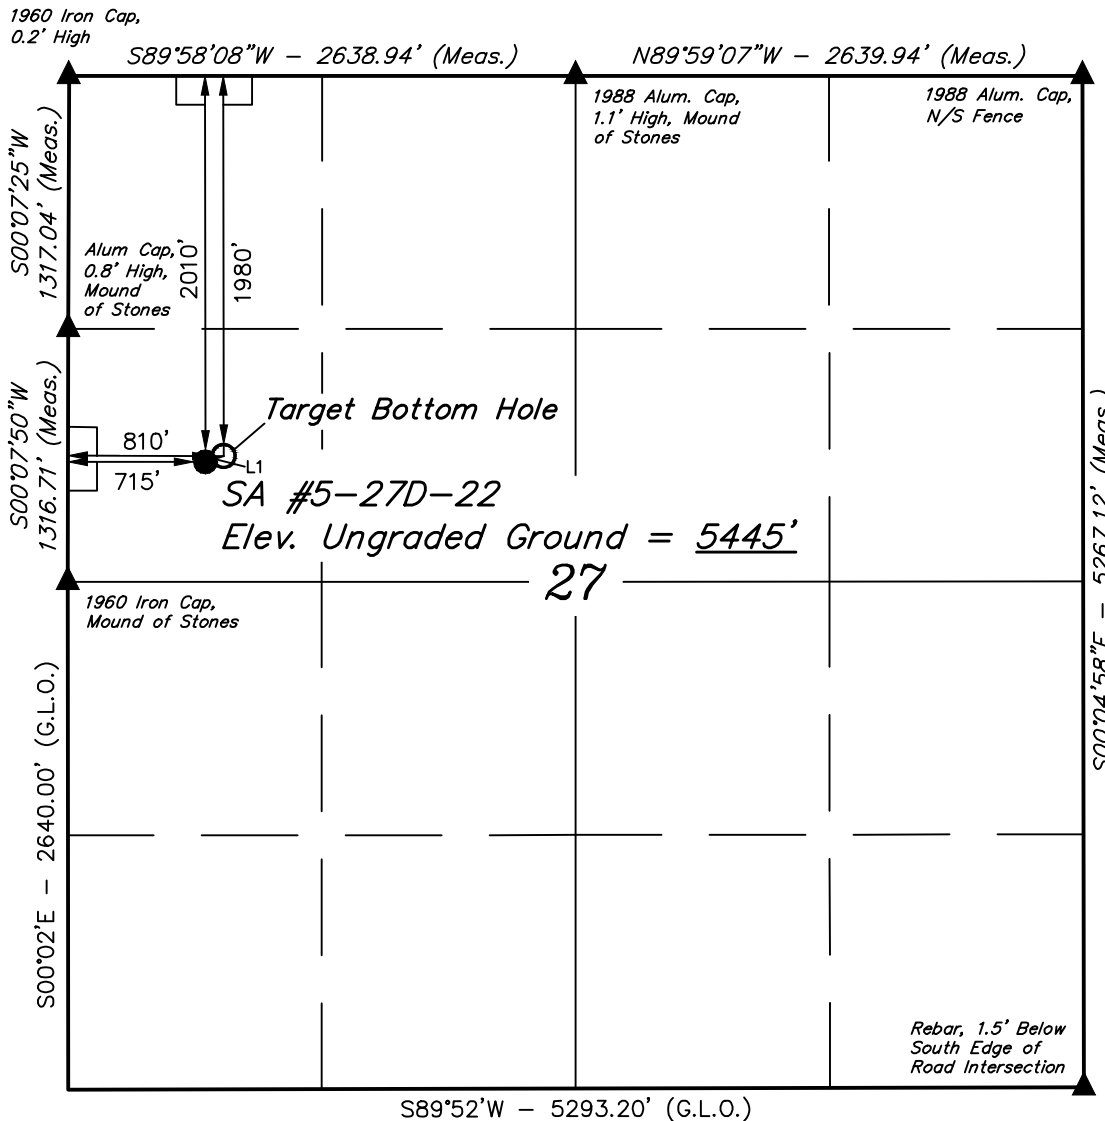 1960 Iron Cap,
0.2' High
S89°58'08"W – 2638.94' (Meas.)
N89°59'07"W – 2639.94' (Meas.)
1988 Alum. Cap,
1.1' High, Mound
of Stones
1988 Alum. Cap,
N/S Fence
S00°07'25"W
1317.04' (Meas.)
Alum Cap,
0.8' High,
Mound
of Stones
2010'
1980'
S00°07'50"W
1316.71' (Meas.)
810'
715'
L1
Target Bottom Hole
SA #5-27D-22
Elev. Ungraded Ground = 5445'
27
1960 Iron Cap,
Mound of Stones
S00°04'58"E – 5267.12' (Meas.)
S00°02'E – 2640.00' (G.L.O.)
Rebar, 1.5' Below
South Edge of
Road Intersection
S89°52'W – 5293.20' (G.L.O.)